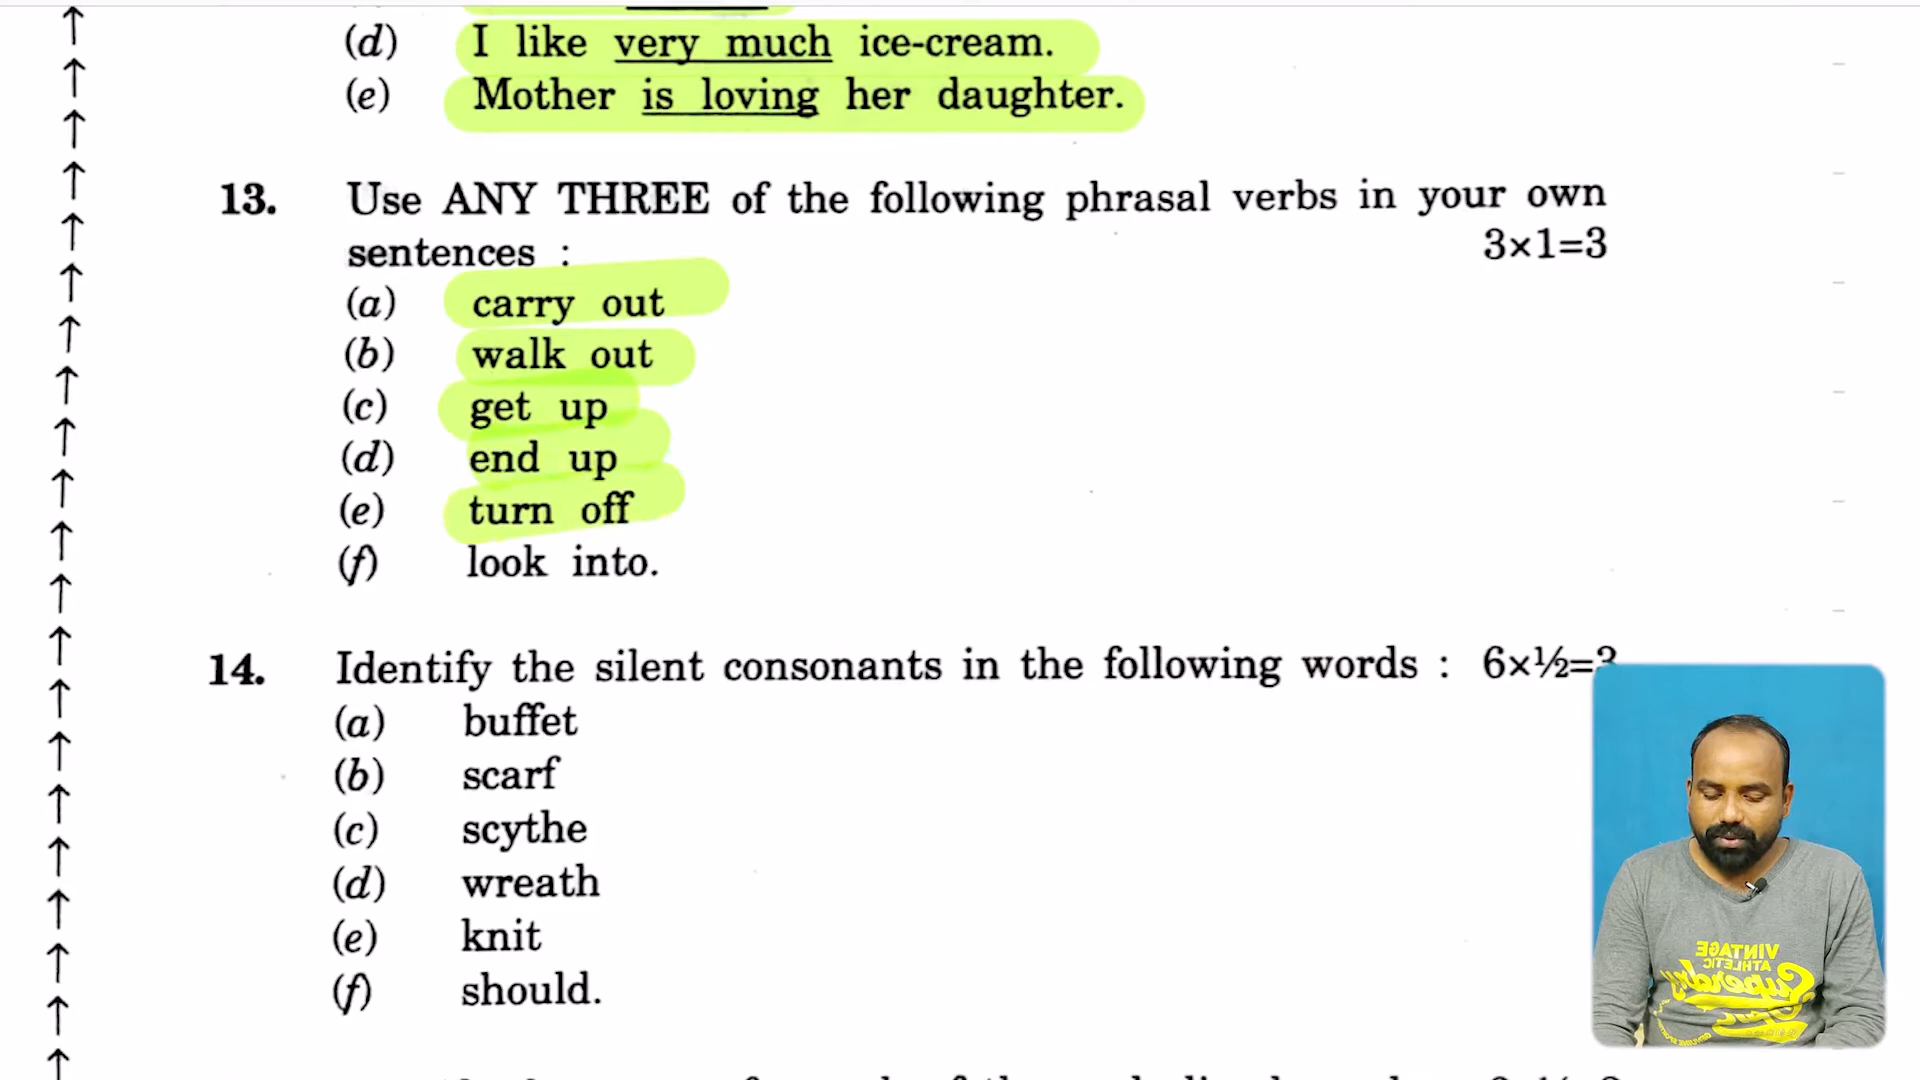 (d) I like very much ice-cream.
(e) Mother is loving her daughter.
13. Use ANY THREE of the following phrasal verbs in your own
sentences : 3×1=3
(a) carry out
(b) walk out
(c) get up
(d) end up
(e) turn off
(f) look into.
14. Identify the silent consonants in the following words : 6×½=3
(a) buffet
(b) scarf
(c) scythe
(d) wreath
(e) knit
(f) should.
VINTAGE
ATHLETIC
Superdry